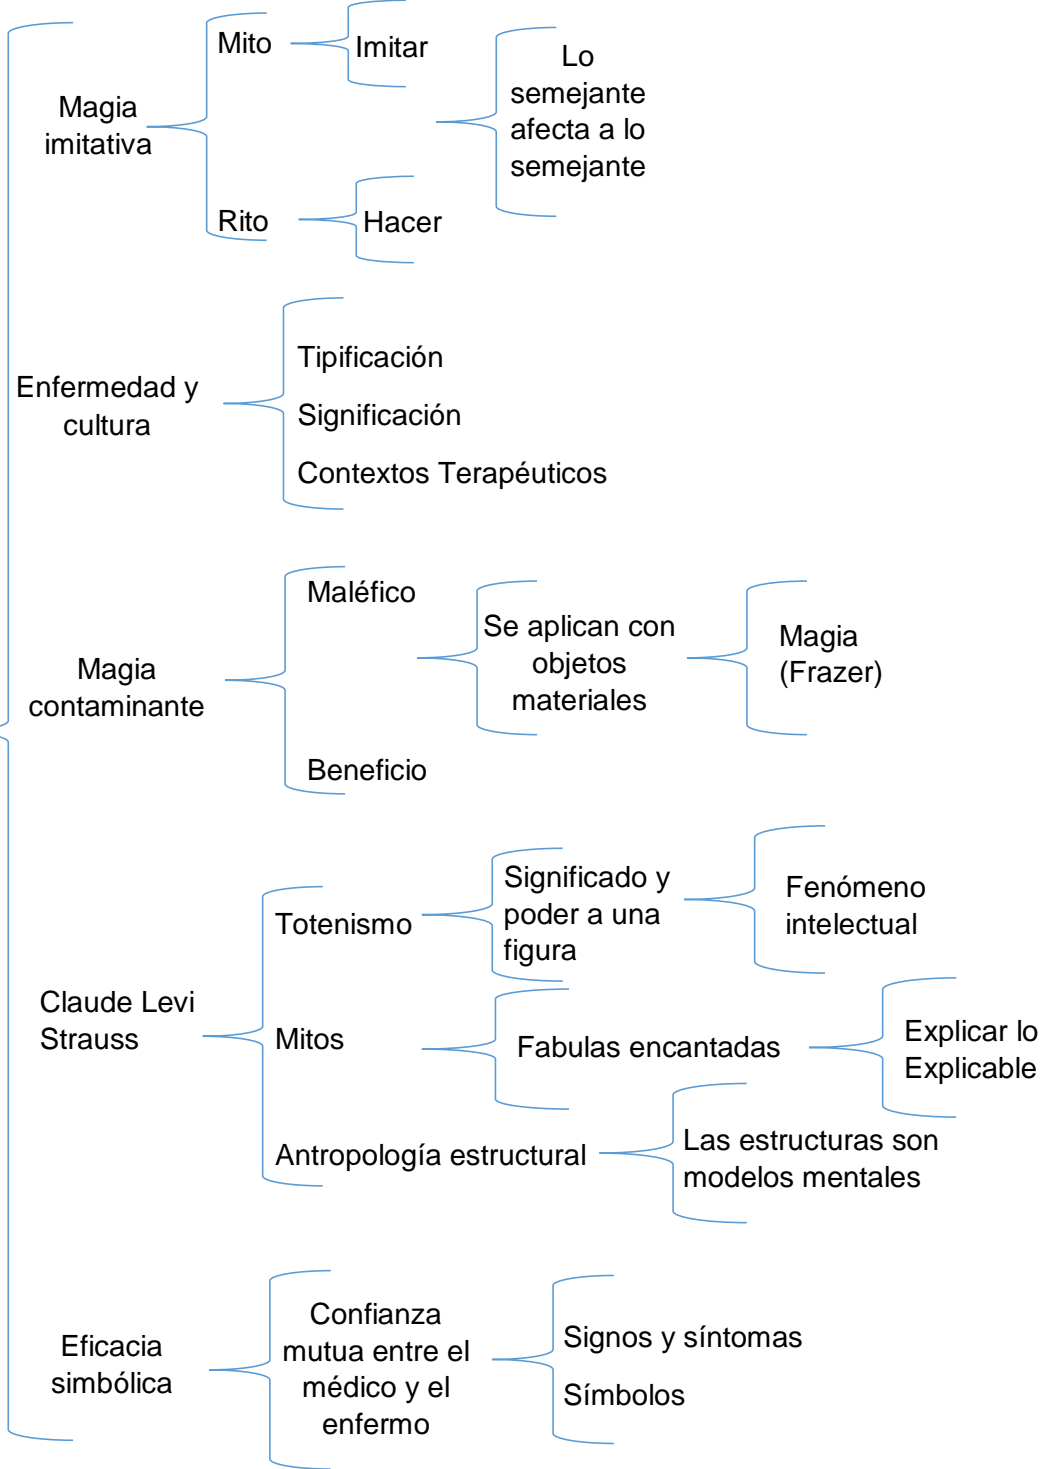 Mito
Imitar
Magia
imitativa
Rito
Hacer
Lo
semejante
afecta a lo
semejante
Enfermedad y
cultura
Tipificación
Significación
Contextos Terapéuticos
Magia
contaminante
Maléfico
Beneficio
Se aplican con
objetos
materiales
Magia
(Frazer)
Claude Levi
Strauss
Totenismo
Significado y
poder a una
figura
Fenómeno
intelectual
Mitos
Fabulas encantadas
Explicar lo
Explicable
Antropología estructural
Las estructuras son
modelos mentales
Eficacia
simbólica
Confianza
mutua entre el
médico y el
enfermo
Signos y síntomas
Símbolos